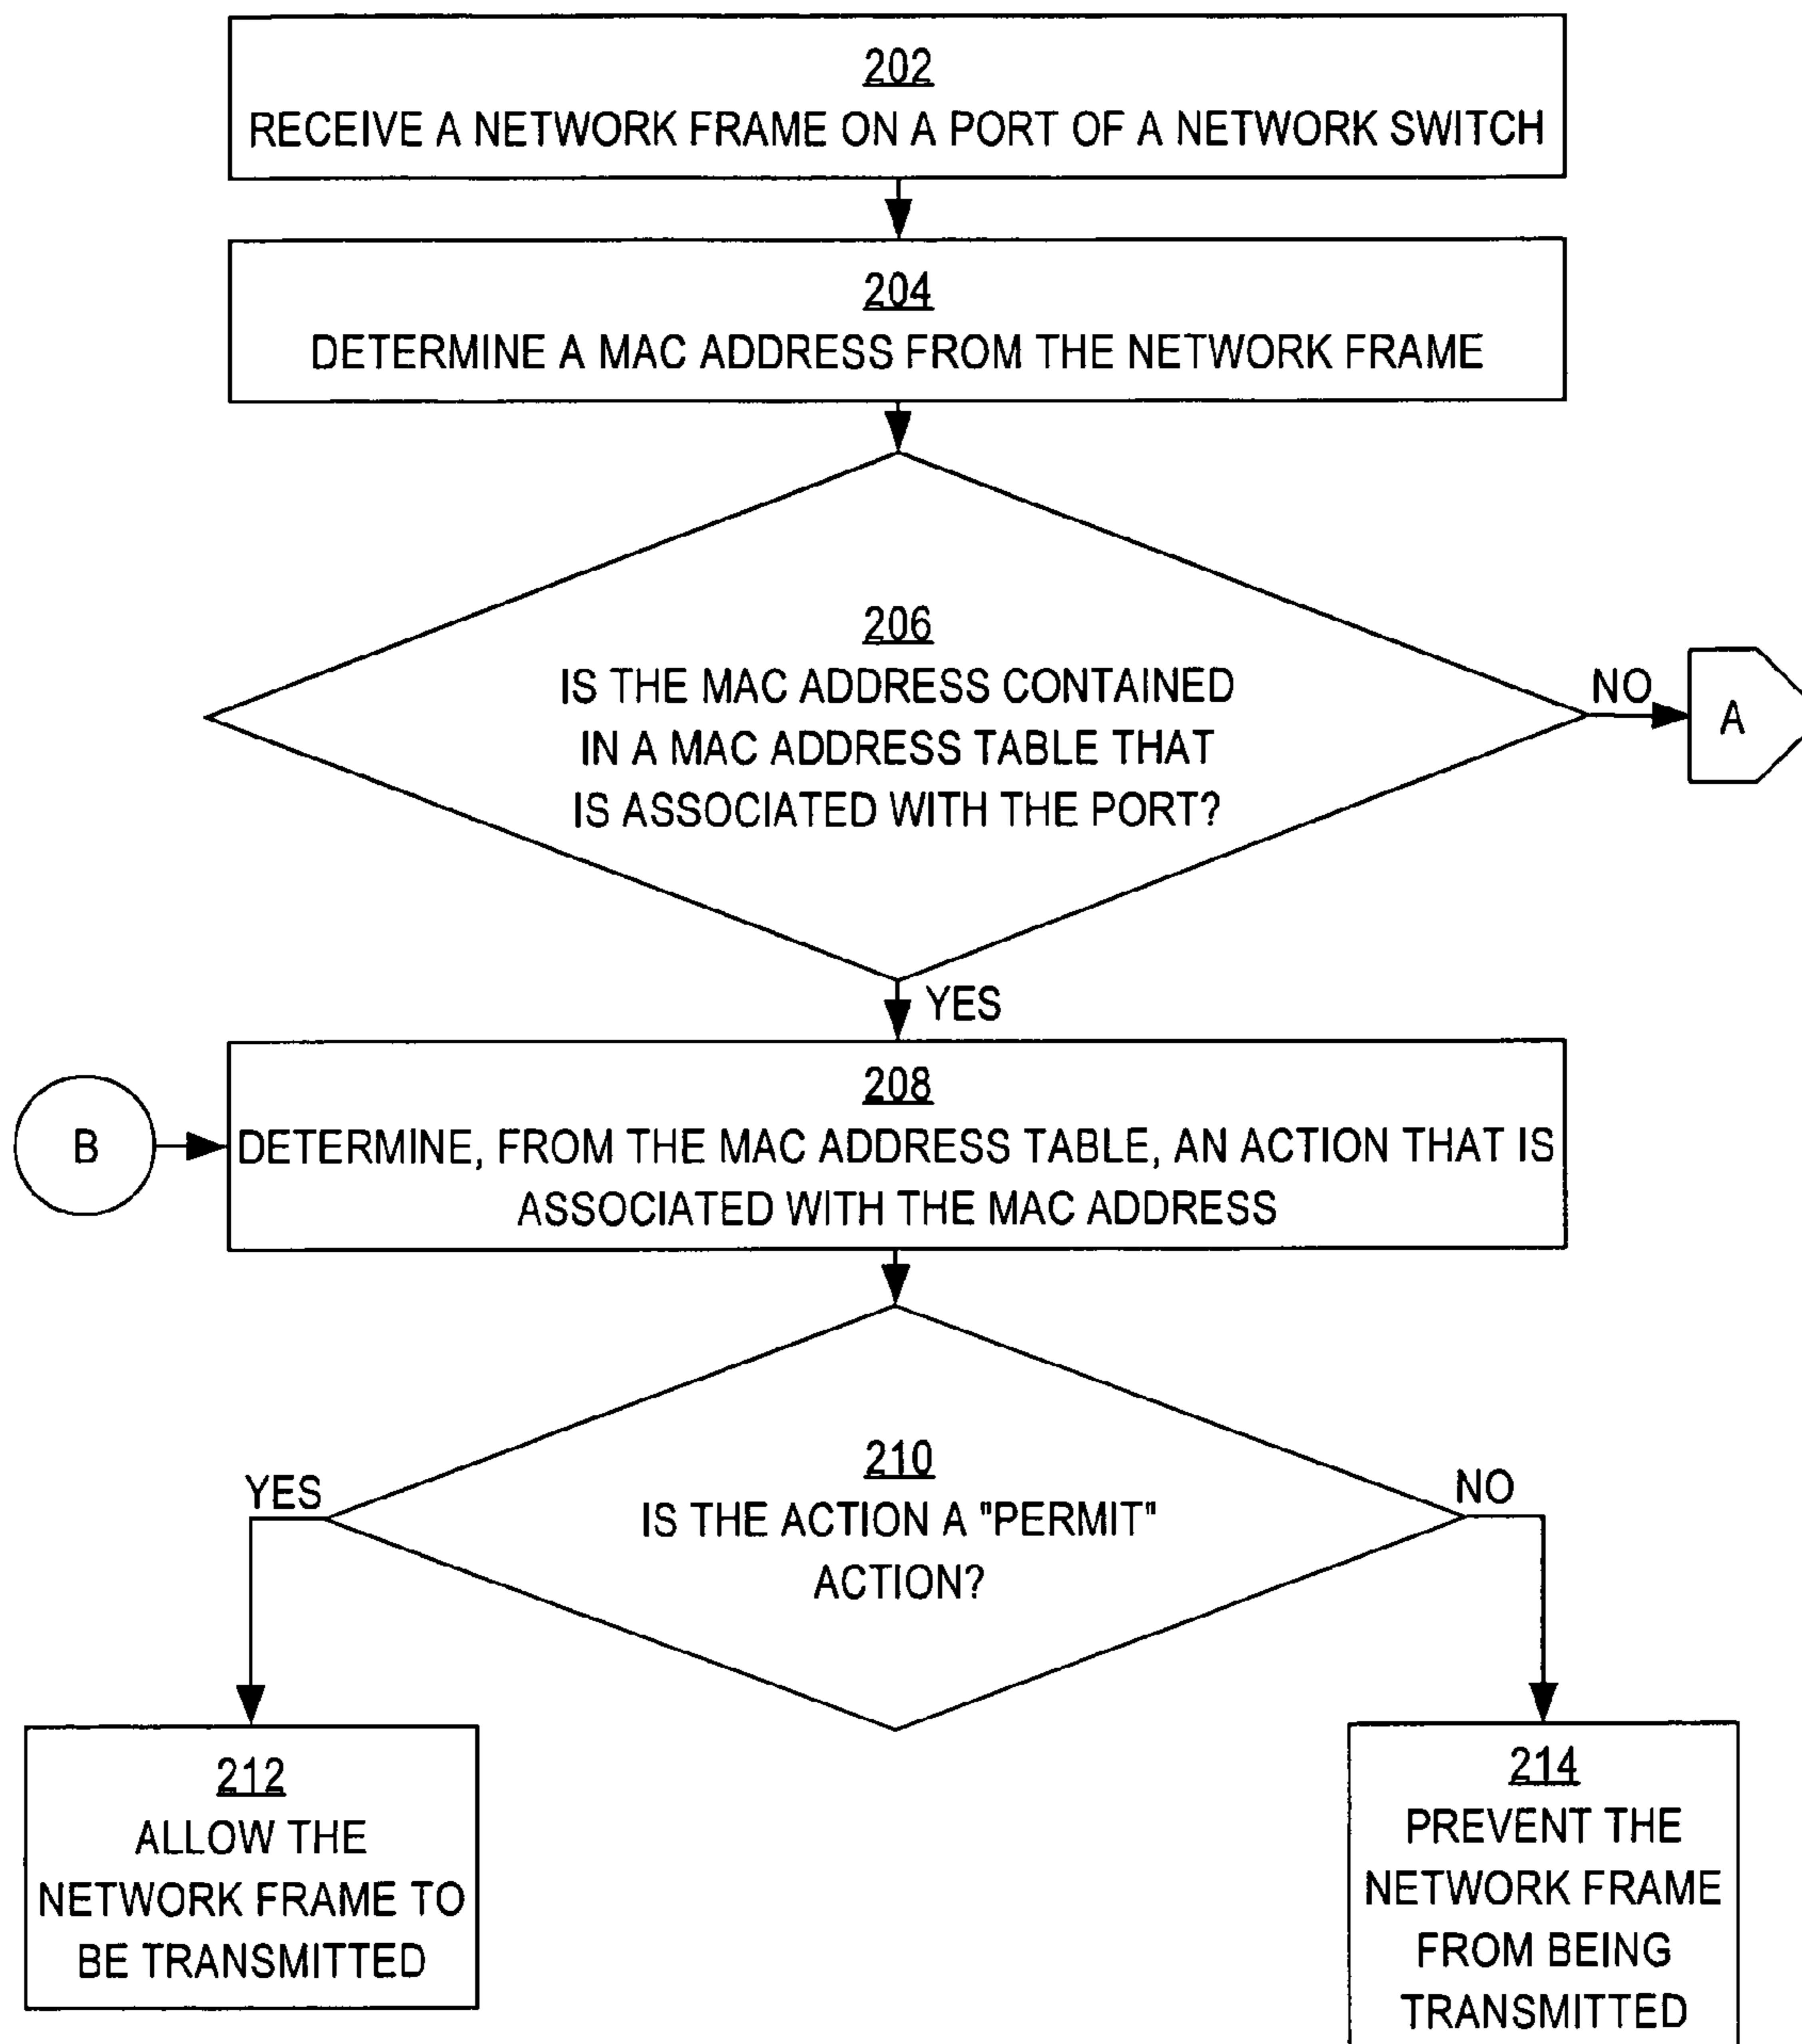 202
RECEIVE A NETWORK FRAME ON A PORT OF A NETWORK SWITCH
204
DETERMINE A MAC ADDRESS FROM THE NETWORK FRAME
206
IS THE MAC ADDRESS CONTAINED
IN A MAC ADDRESS TABLE THAT
IS ASSOCIATED WITH THE PORT?
NO
A
YES
B
208
DETERMINE, FROM THE MAC ADDRESS TABLE, AN ACTION THAT IS
ASSOCIATED WITH THE MAC ADDRESS
210
IS THE ACTION A "PERMIT"
ACTION?
YES
NO
212
ALLOW THE
NETWORK FRAME TO
BE TRANSMITTED
214
PREVENT THE
NETWORK FRAME
FROM BEING
TRANSMITTED